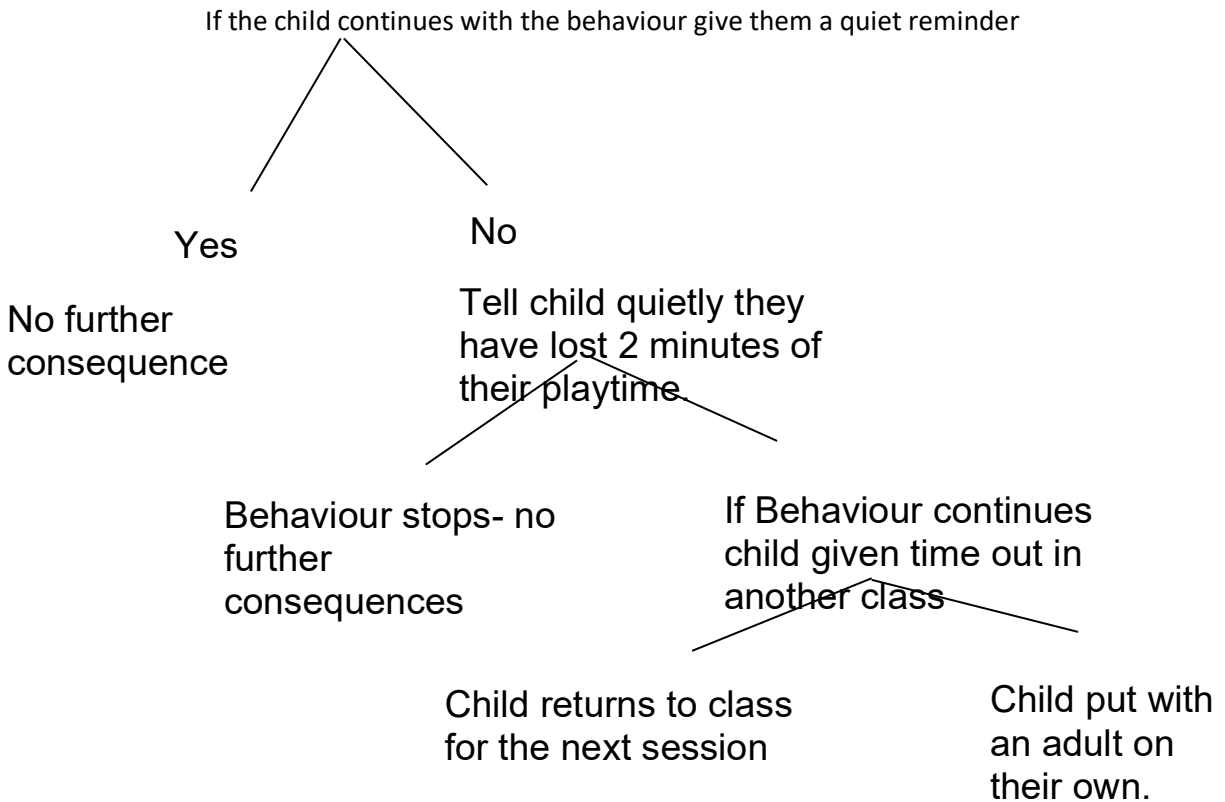 If the child continues with the behaviour give them a quiet reminder
Yes
No
No further
consequence
Tell child quietly they
have lost 2 minutes of
their playtime.
Behaviour stops- no
further
consequences
If Behaviour continues
child given time out in
another class
Child returns to class
for the next session
Child put with
an adult on
their own.